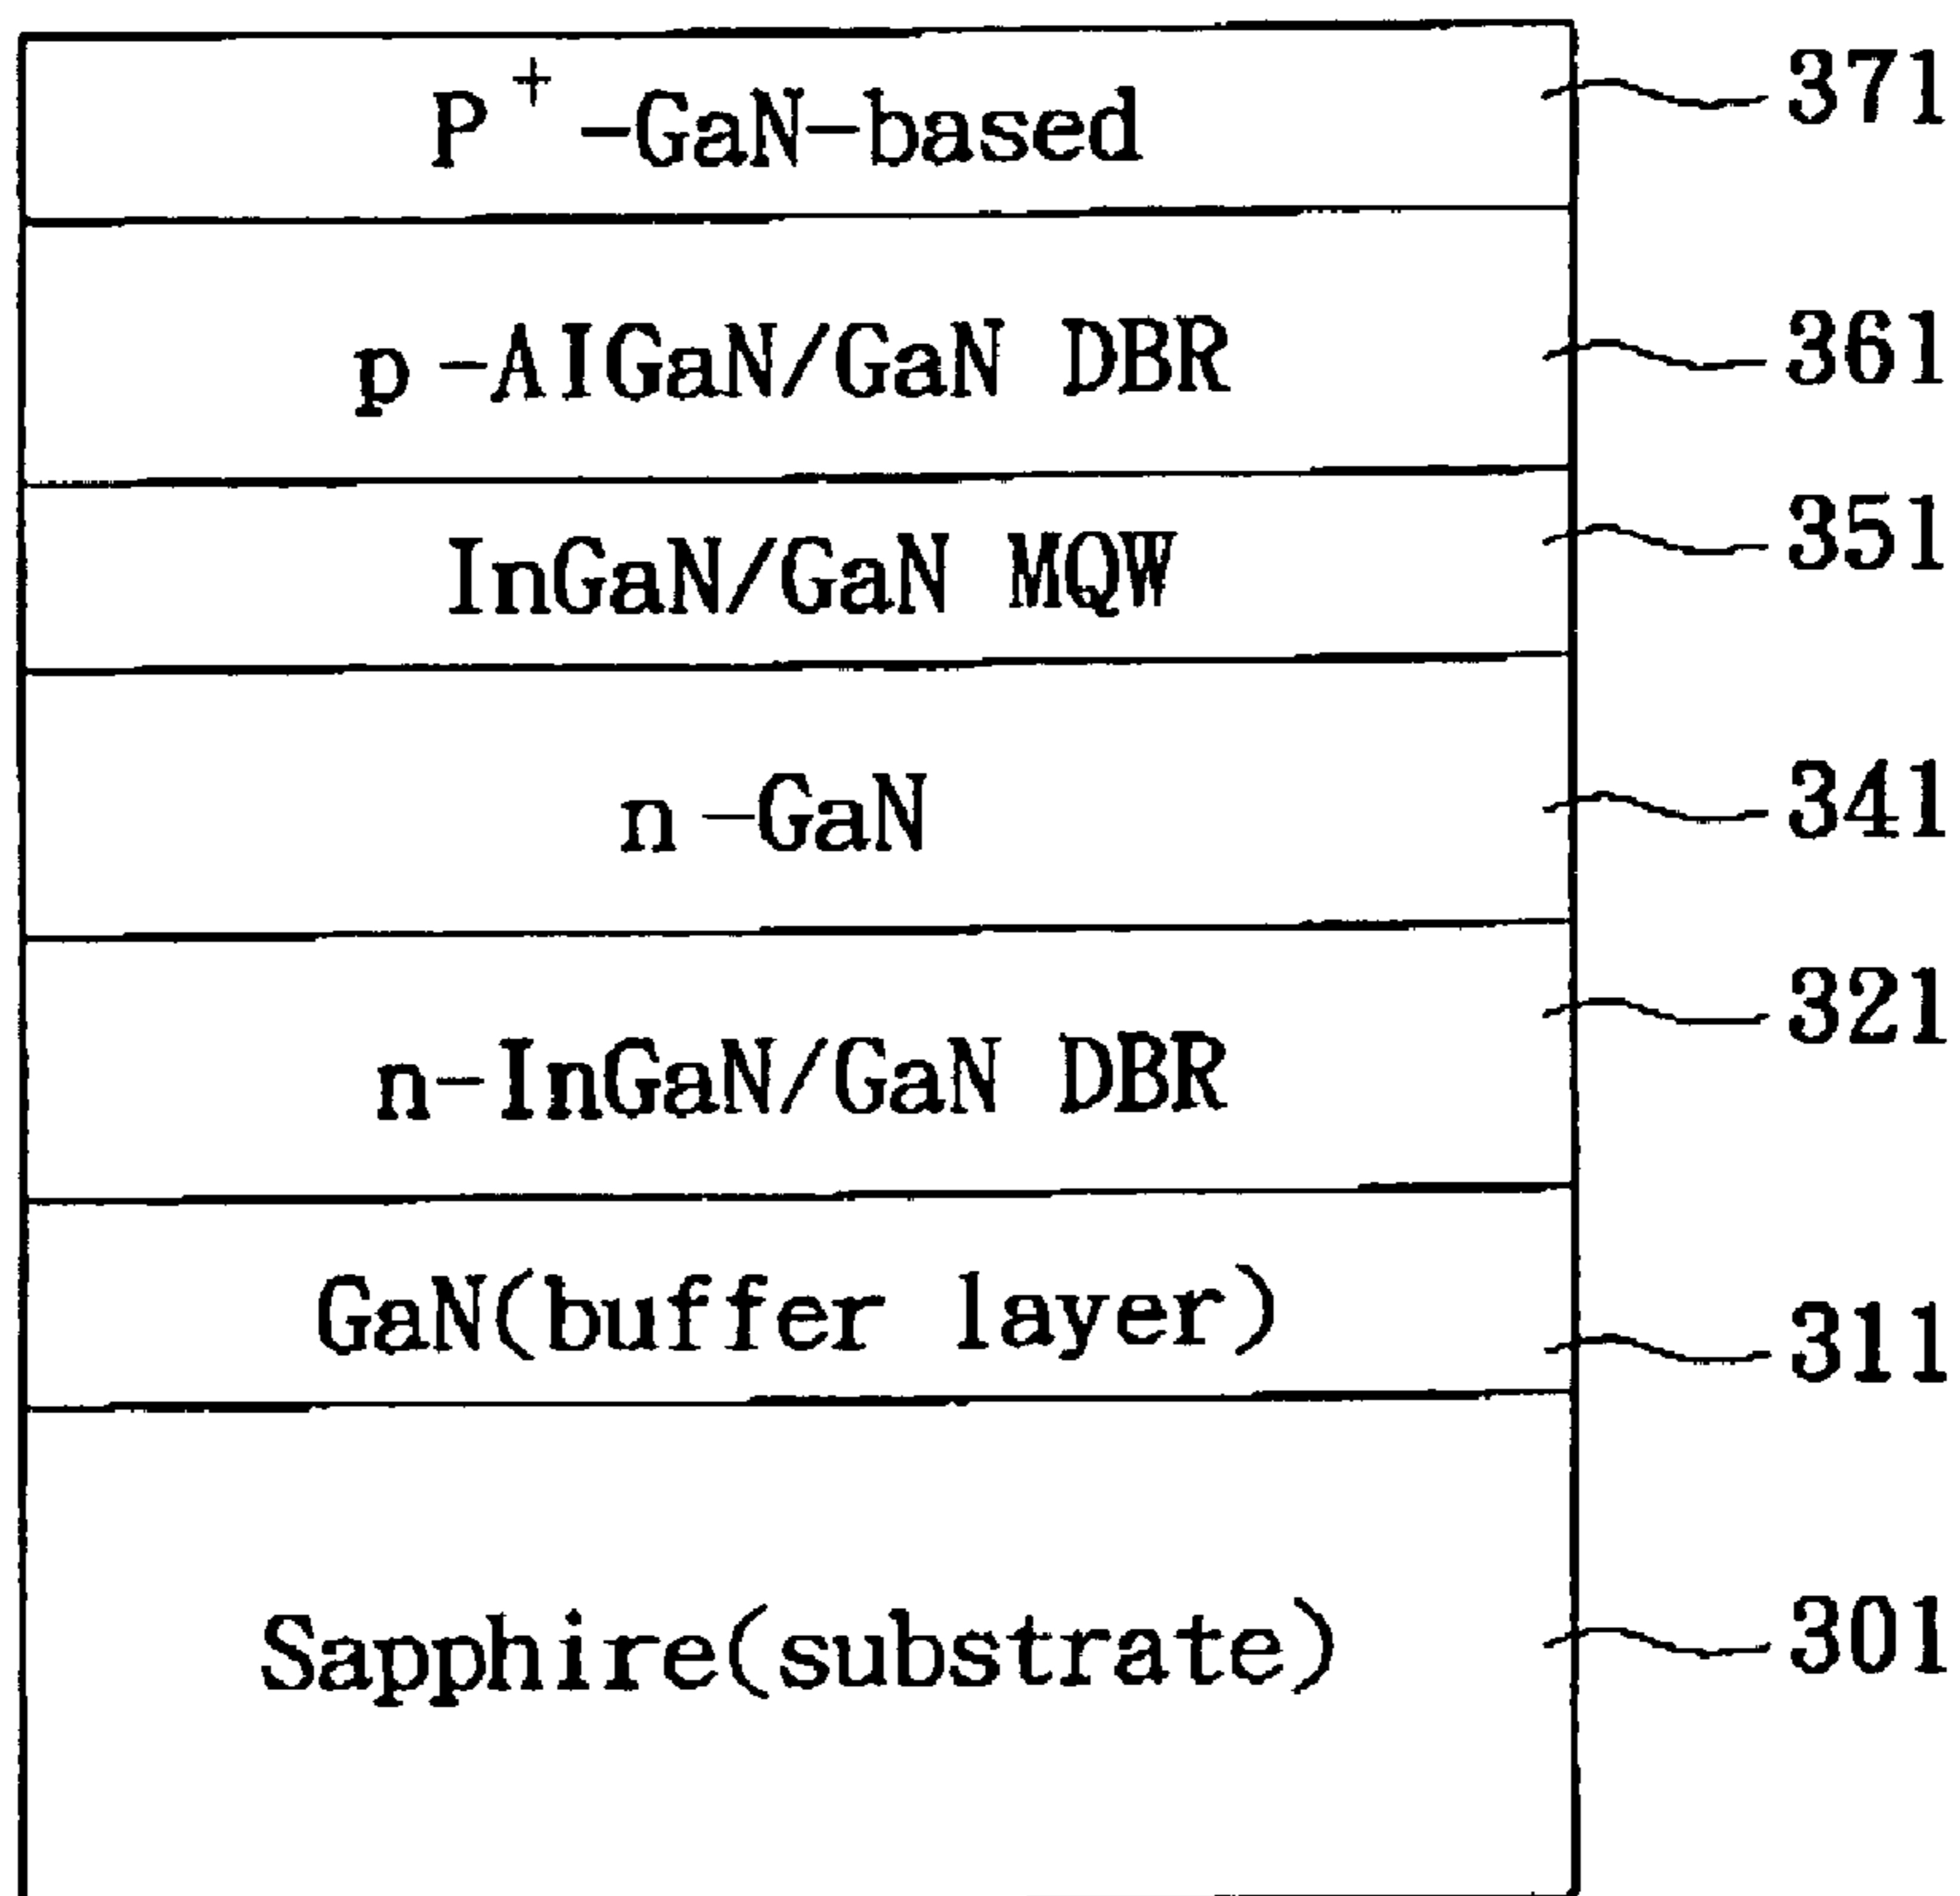 P⁺-GaN-based 371
p-AlGaN/GaN DBR 361
InGaN/GaN MQW 351
n-GaN 341
n-InGaN/GaN DBR 321
GaN(buffer layer) 311
Sapphire(substrate) 301